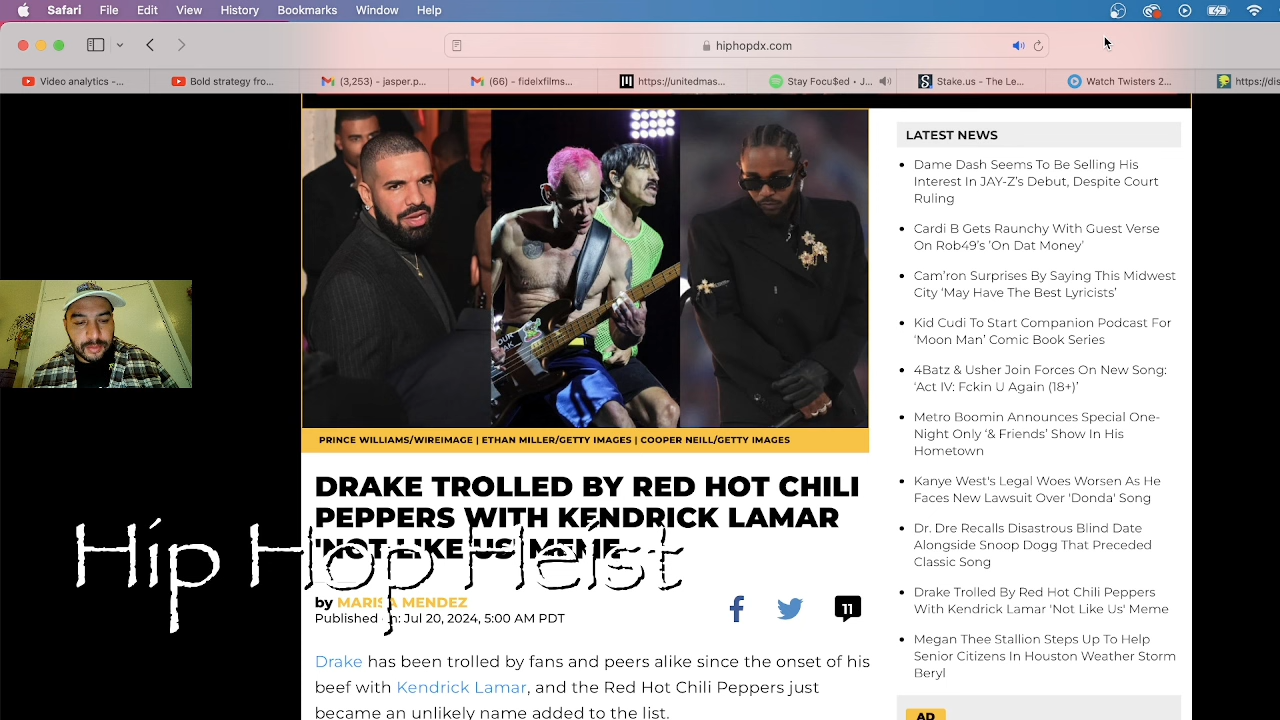 Safari File Edit View History Bookmarks Window Help
hiphopdx.com
Video analytics -...
Bold strategy fro...
(3,253) - jasper.p...
(66) - fidelxfilms...
https://unitedmas...
Stay Focu$ed • J...
Stake.us - The Le...
Watch Twisters 2...
https://dis
PRINCE WILLIAMS/WIREIMAGE | ETHAN MILLER/GETTY IMAGES | COOPER NEILL/GETTY IMAGES
DRAKE TROLLED BY RED HOT CHILI
PEPPERS WITH KENDRICK LAMAR
'NOT LIKE US' MEME
Hip Hop Heist
by MARISA MENDEZ
Published on: Jul 20, 2024, 5:00 AM PDT
11
Drake has been trolled by fans and peers alike since the onset of his
beef with Kendrick Lamar, and the Red Hot Chili Peppers just
became an unlikely name added to the list.
LATEST NEWS
Dame Dash Seems To Be Selling His
Interest In JAY-Z's Debut, Despite Court
Ruling
Cardi B Gets Raunchy With Guest Verse
On Rob49's 'On Dat Money'
Cam'ron Surprises By Saying This Midwest
City 'May Have The Best Lyricists'
Kid Cudi To Start Companion Podcast For
'Moon Man' Comic Book Series
4Batz & Usher Join Forces On New Song:
'Act IV: Fckin U Again (18+)'
Metro Boomin Announces Special One-
Night Only '& Friends' Show In His
Hometown
Kanye West's Legal Woes Worsen As He
Faces New Lawsuit Over 'Donda' Song
Dr. Dre Recalls Disastrous Blind Date
Alongside Snoop Dogg That Preceded
Classic Song
Drake Trolled By Red Hot Chili Peppers
With Kendrick Lamar 'Not Like Us' Meme
Megan Thee Stallion Steps Up To Help
Senior Citizens In Houston Weather Storm
Beryl
AD